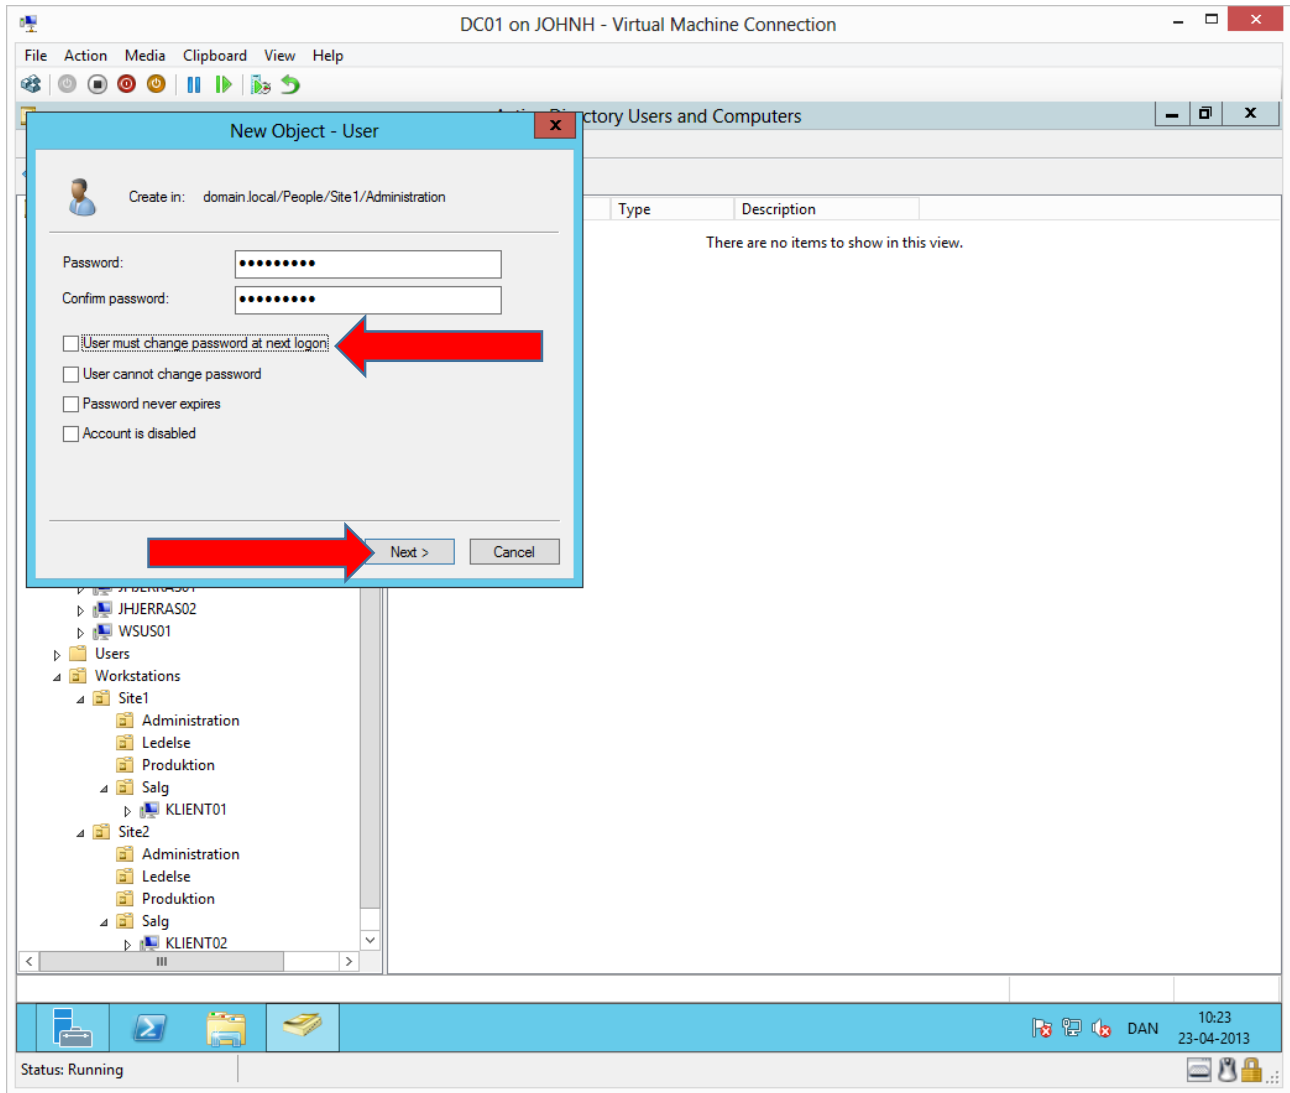 DC01 on JOHNH - Virtual Machine Connection
File Action Media Clipboard View Help
ctory Users and Computers
New Object - User
Create in: domain.local/People/Site1/Administration
Type Description
There are no items to show in this view.
Password:
Confirm password:
User must change password at next logon
User cannot change password
Password never expires
Account is disabled
Next > Cancel
JHJERRAS02
WSUS01
Users
Workstations
Site1
Administration
Ledelse
Produktion
Salg
KLIENT01
Site2
Administration
Ledelse
Produktion
Salg
KLIENT02
DAN
10:23
23-04-2013
Status: Running